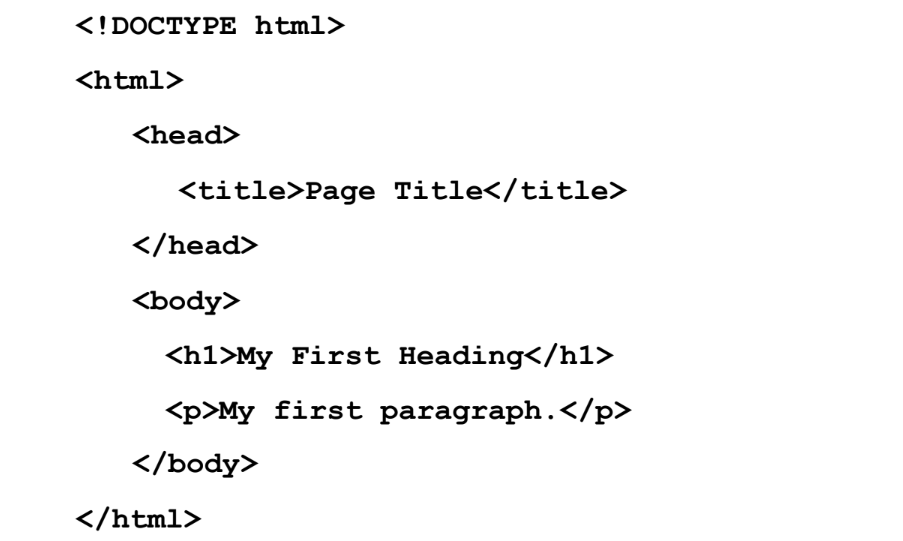 <!DOCTYPE html>
<html>
<head>
<title>Page Title</title>
</head>
<body>
<h1>My First Heading</h1>
<p>My first paragraph.</p>
</body>
</html>